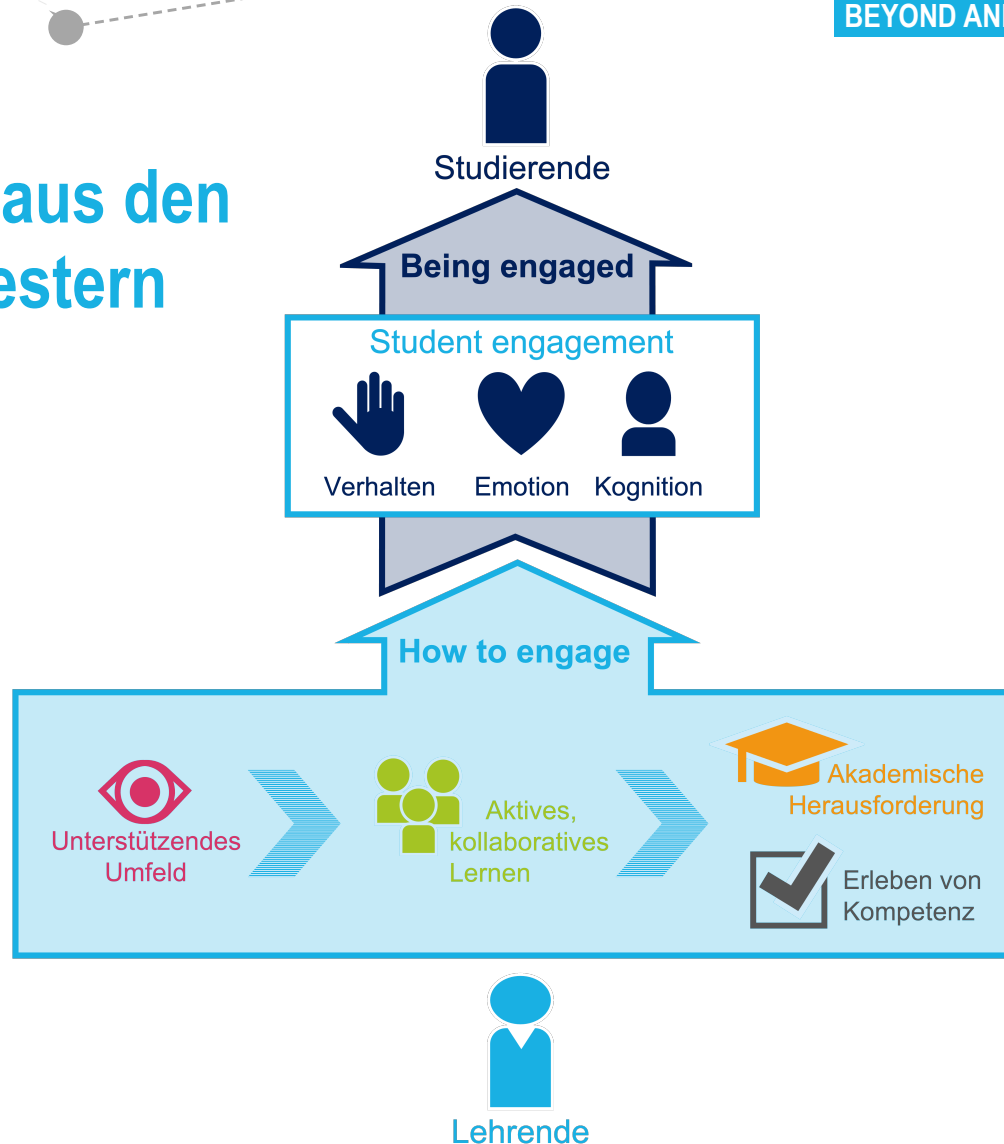 BEYOND AN
Studierende
aus den
estern
Being engaged
Student engagement
Verhalten Emotion Kognition
How to engage
Unterstützendes
Umfeld
Aktives,
kollaboratives
Lernen
Akademische
Herausforderung
Erleben von
Kompetenz
Lehrende